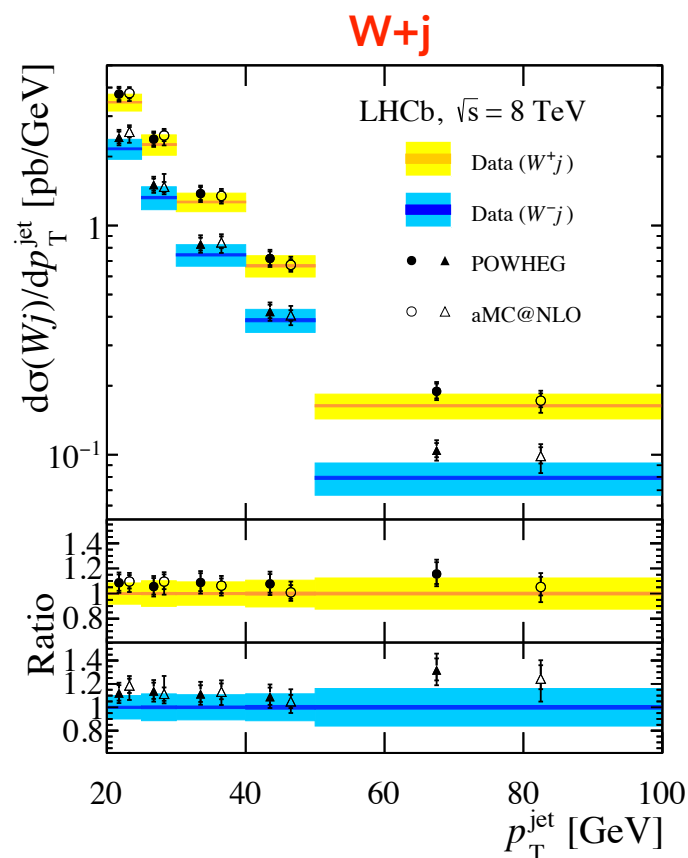 W+j
LHCb, √s = 8 TeV
Data (W⁺j)
Data (W⁻j)
POWHEG
aMC@NLO
dσ(Wj)/dp_T^jet [pb/GeV]
1
10⁻¹
Ratio
1.4
1.2
1
0.8
1.4
1.2
1
0.8
20 40 60 80 100
p_T^jet [GeV]